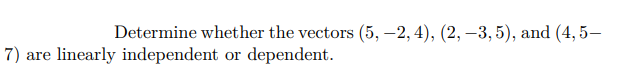 Determine whether the vectors (5, −2, 4), (2, −3, 5), and (4, 5−
7) are linearly independent or dependent.